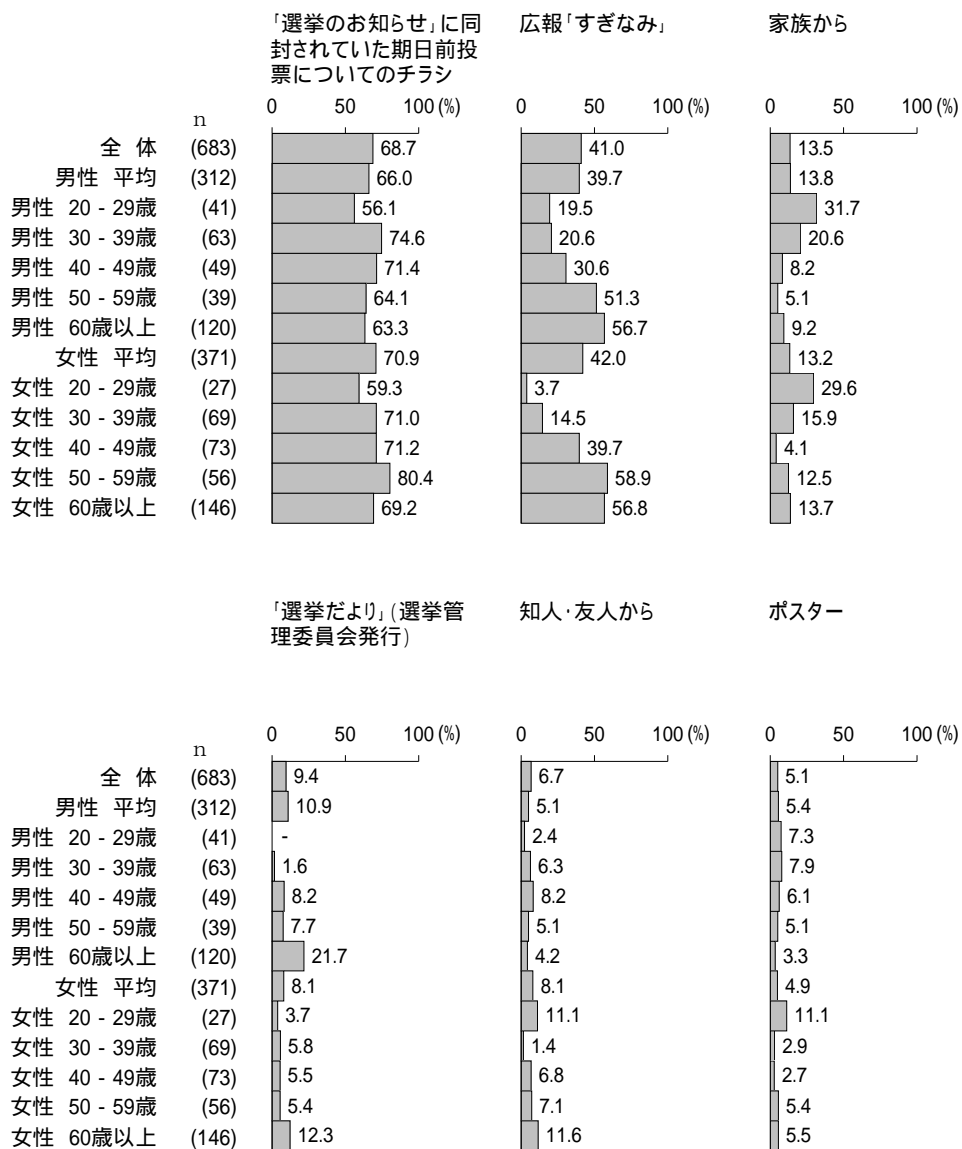 「選挙のお知らせ」に同封されていた期日前投票についてのチラシ
広報「すぎなみ」
家族から
0 50 100 (%) 0 50 100 (%) 0 50 100 (%)
n
全 体 (683) 68.7 41.0 13.5
男性 平均 (312) 66.0 39.7 13.8
男性 20 - 29歳 (41) 56.1 19.5 31.7
男性 30 - 39歳 (63) 74.6 20.6 20.6
男性 40 - 49歳 (49) 71.4 30.6 8.2
男性 50 - 59歳 (39) 64.1 51.3 5.1
男性 60歳以上 (120) 63.3 56.7 9.2
女性 平均 (371) 70.9 42.0 13.2
女性 20 - 29歳 (27) 59.3 3.7 29.6
女性 30 - 39歳 (69) 71.0 14.5 15.9
女性 40 - 49歳 (73) 71.2 39.7 4.1
女性 50 - 59歳 (56) 80.4 58.9 12.5
女性 60歳以上 (146) 69.2 56.8 13.7
「選挙だより」(選挙管理委員会発行)
知人・友人から
ポスター
0 50 100 (%) 0 50 100 (%) 0 50 100 (%)
n
全 体 (683) 9.4 6.7 5.1
男性 平均 (312) 10.9 5.1 5.4
男性 20 - 29歳 (41) - 2.4 7.3
男性 30 - 39歳 (63) 1.6 6.3 7.9
男性 40 - 49歳 (49) 8.2 8.2 6.1
男性 50 - 59歳 (39) 7.7 5.1 5.1
男性 60歳以上 (120) 21.7 4.2 3.3
女性 平均 (371) 8.1 8.1 4.9
女性 20 - 29歳 (27) 3.7 11.1 11.1
女性 30 - 39歳 (69) 5.8 1.4 2.9
女性 40 - 49歳 (73) 5.5 6.8 2.7
女性 50 - 59歳 (56) 5.4 7.1 5.4
女性 60歳以上 (146) 12.3 11.6 5.5